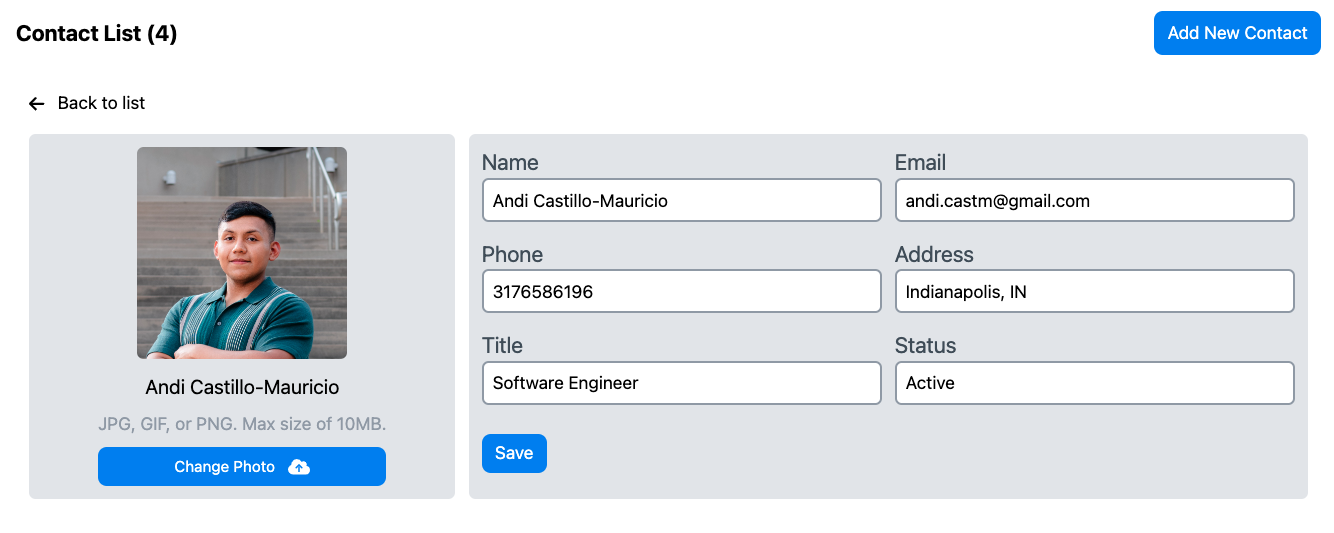 Contact List (4)
Add New Contact
Back to list
Andi Castillo-Mauricio
JPG, GIF, or PNG. Max size of 10MB.
Change Photo
Name
Andi Castillo-Mauricio
Email
andi.castm@gmail.com
Phone
3176586196
Address
Indianapolis, IN
Title
Software Engineer
Status
Active
Save